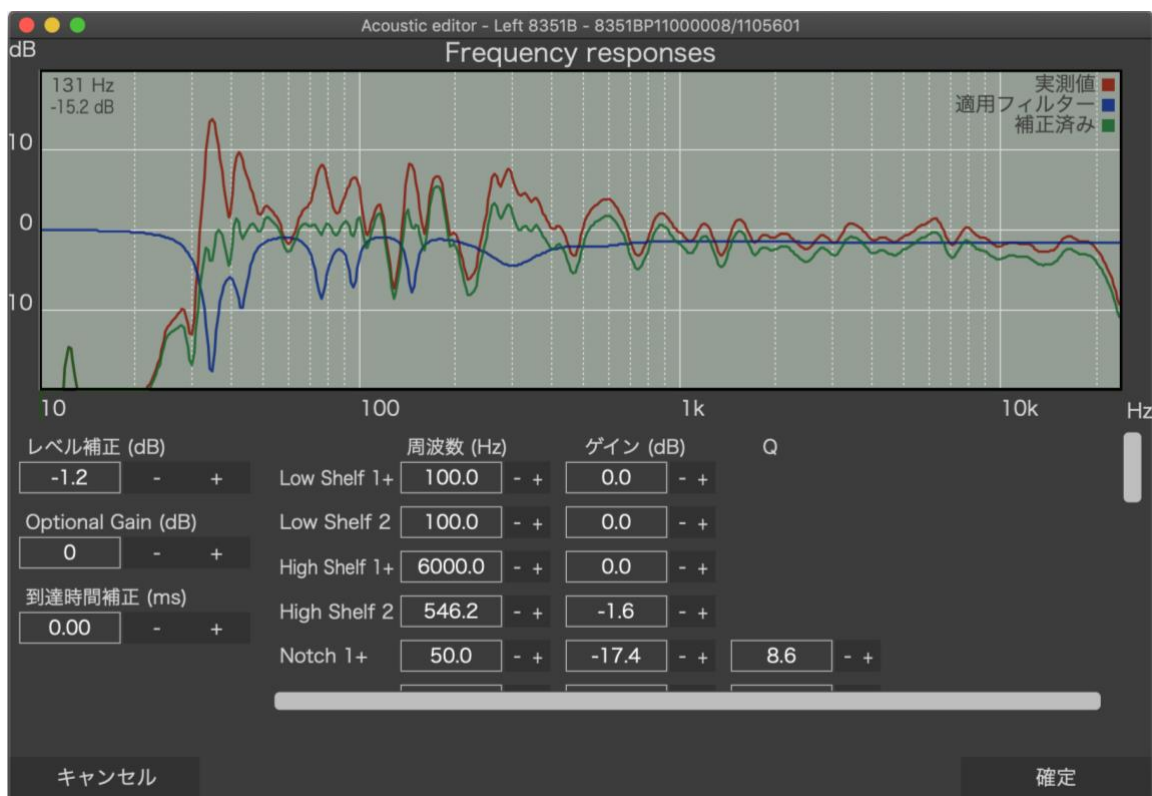 Acoustic editor - Left 8351B - 8351BP11000008/1105601
dB
Frequency responses
131 Hz
-15.2 dB
実測値
適用フィルター
補正済み
10
0
10
10
100
1k
10k
Hz
レベル補正 (dB)
-1.2 - +
Optional Gain (dB)
0 - +
到達時間補正 (ms)
0.00 - +
周波数 (Hz) ゲイン (dB) Q
Low Shelf 1+ 100.0 - + 0.0 - +
Low Shelf 2 100.0 - + 0.0 - +
High Shelf 1+ 6000.0 - + 0.0 - +
High Shelf 2 546.2 - + -1.6 - +
Notch 1+ 50.0 - + -17.4 - + 8.6 - +
キャンセル
確定